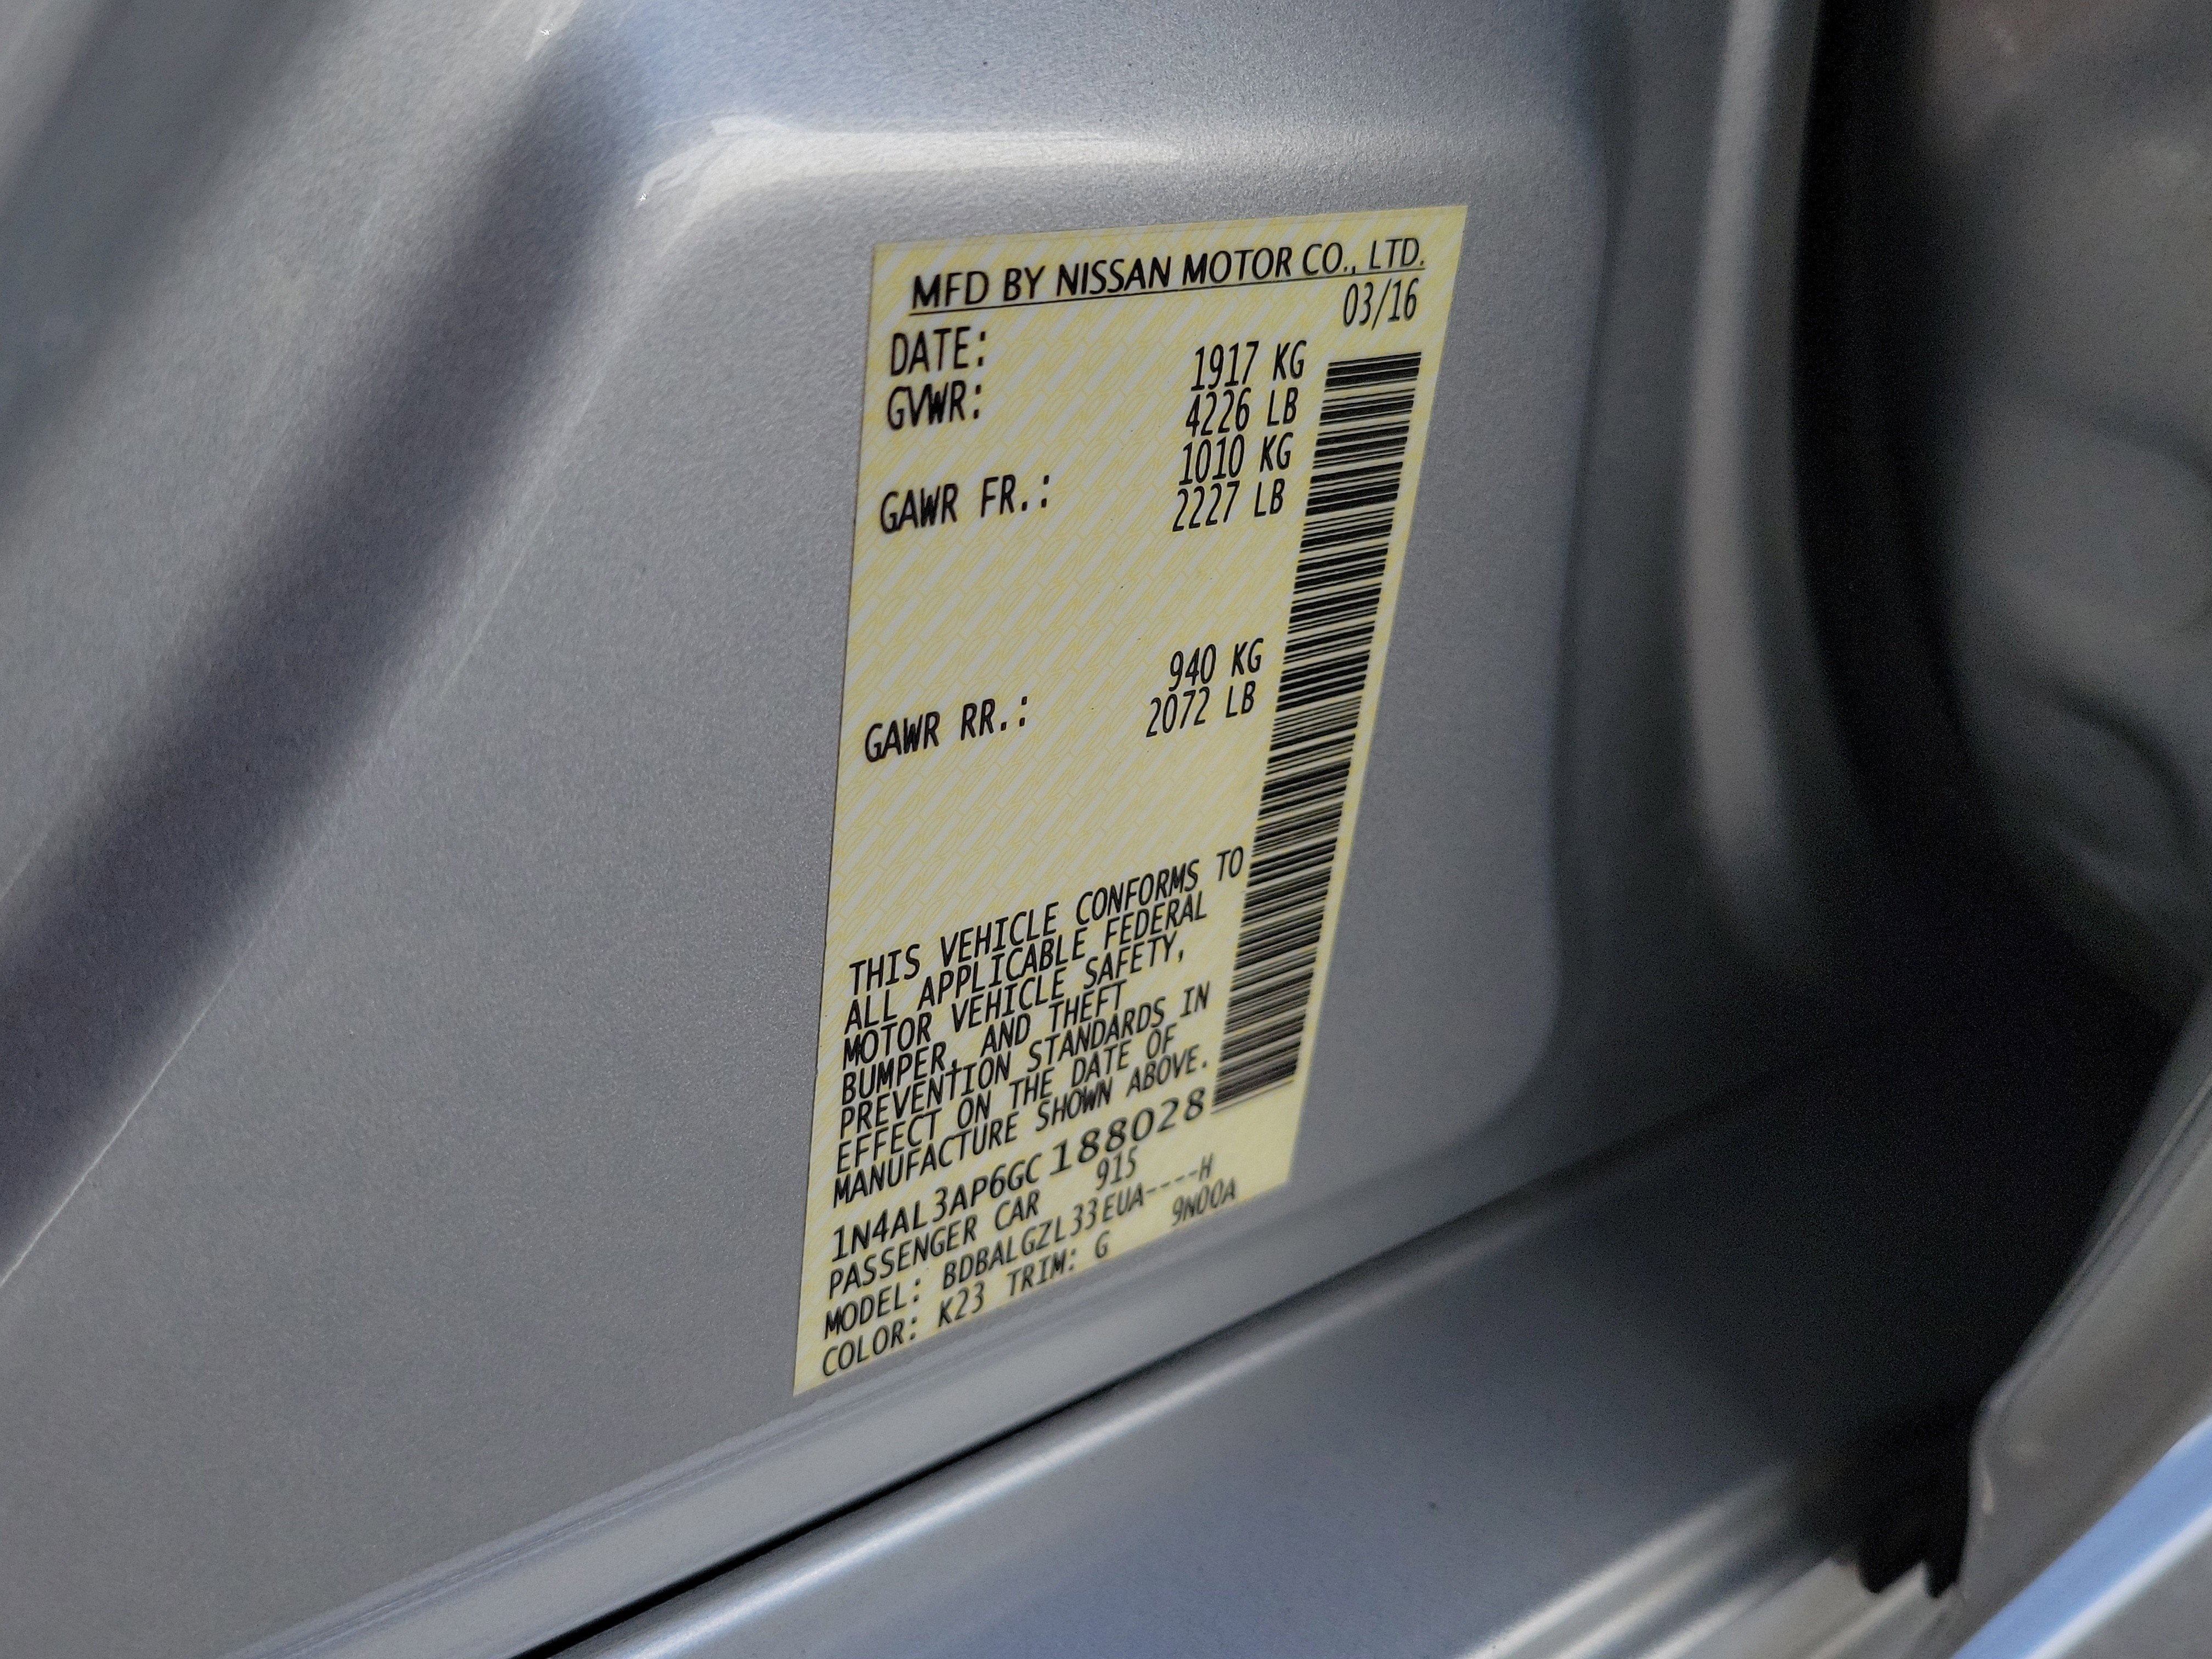 MFD BY NISSAN MOTOR CO., LTD.
DATE: 03/16
GVWR: 1917 KG
4226 LB
GAWR FR.: 1010 KG
2227 LB
GAWR RR.: 940 KG
2072 LB
THIS VEHICLE CONFORMS TO
ALL APPLICABLE FEDERAL
MOTOR VEHICLE SAFETY,
BUMPER, AND THEFT
PREVENTION STANDARDS IN
EFFECT ON THE DATE OF
MANUFACTURE SHOWN ABOVE.
1N4AL3AP6GC188028
PASSENGER CAR 915
MODEL: BDBALGZL33EUA----H
COLOR: K23 TRIM: G 9N00A